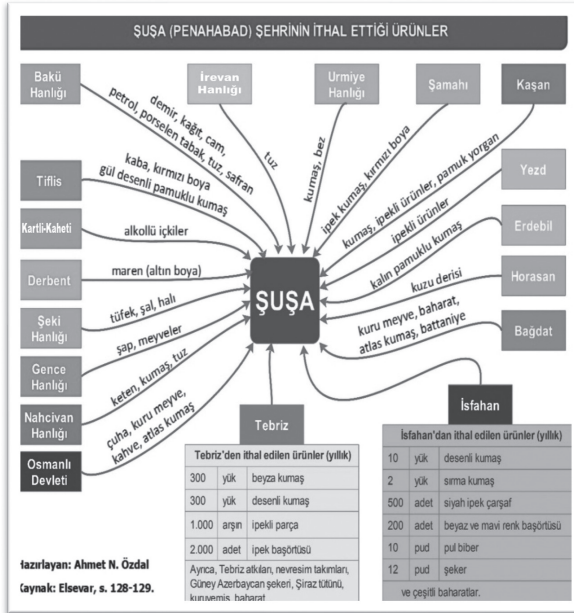 ŞUŞA (PENAHABAD) ŞEHRİNİN İTHAL ETTİĞİ ÜRÜNLER
Bakü
Hanlığı
demir, kağıt, cam,
petrol, porselen tabak, tuz, safran
İrevan
Hanlığı
tuz
Urmiye
Hanlığı
kumaş, bez
Şamahı
ipek kumaş, kırmızı boya
Kaşan
kumaş, ipekli ürünler, pamuk yorgan
Tiflis
kaba, kırmızı boya
gül desenli pamuklu kumaş
Yezd
ipekli ürünler
Kartli-Kaheti
alkollü içkiler
Erdebil
kalın pamuklu kumaş
Derbent
maren (altın boya)
Horasan
kuzu derisi
ŞUŞA
Şeki
Hanlığı
tüfek, şal, halı
Bağdat
kuru meyve, baharat,
atlas kumaş, battaniye
Gence
Hanlığı
şap, meyveler
Nahcivan
Hanlığı
keten, kumaş, tuz
Osmanlı
Devleti
çuha, kuru meyve,
kahve, atlas kumaş
Tebriz
Tebriz'den ithal edilen ürünler (yıllık)
300 yük beyza kumaş
300 yük desenli kumaş
1.000 arşın ipekli parça
2.000 adet ipek başörtüsü
Ayrıca, Tebriz atkıları, nevresim takımları,
Güney Azerbaycan şekeri, Şiraz tütünü,
kuruyemiş, baharat
İsfahan
İsfahan'dan ithal edilen ürünler (yıllık)
10 yük desenli kumaş
2 yük sırma kumaş
500 adet siyah ipek çarşaf
200 adet beyaz ve mavi renk başörtüsü
10 pud pul biber
12 pud şeker
ve çeşitli baharatlar.
Hazırlayan: Ahmet N. Özdal
Kaynak: Elsevar, s. 128-129.